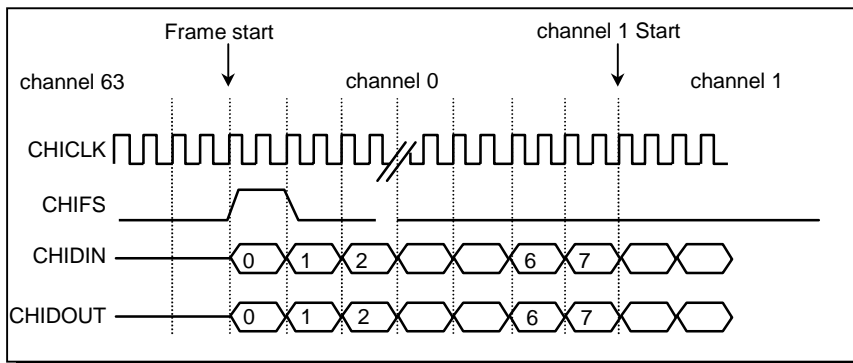 Frame start channel 1 Start
channel 63 channel 0 channel 1
CHICLK
CHIFS
CHIDIN 0 1 2 6 7
CHIDOUT 0 1 2 6 7